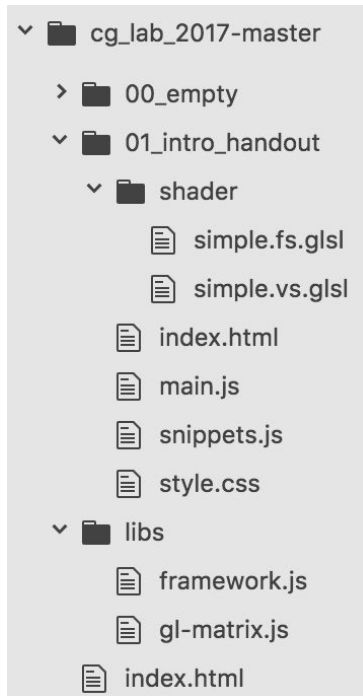 cg_lab_2017-master
00_empty
01_intro_handout
shader
simple.fs.glsl
simple.vs.glsl
index.html
main.js
snippets.js
style.css
libs
framework.js
gl-matrix.js
index.html